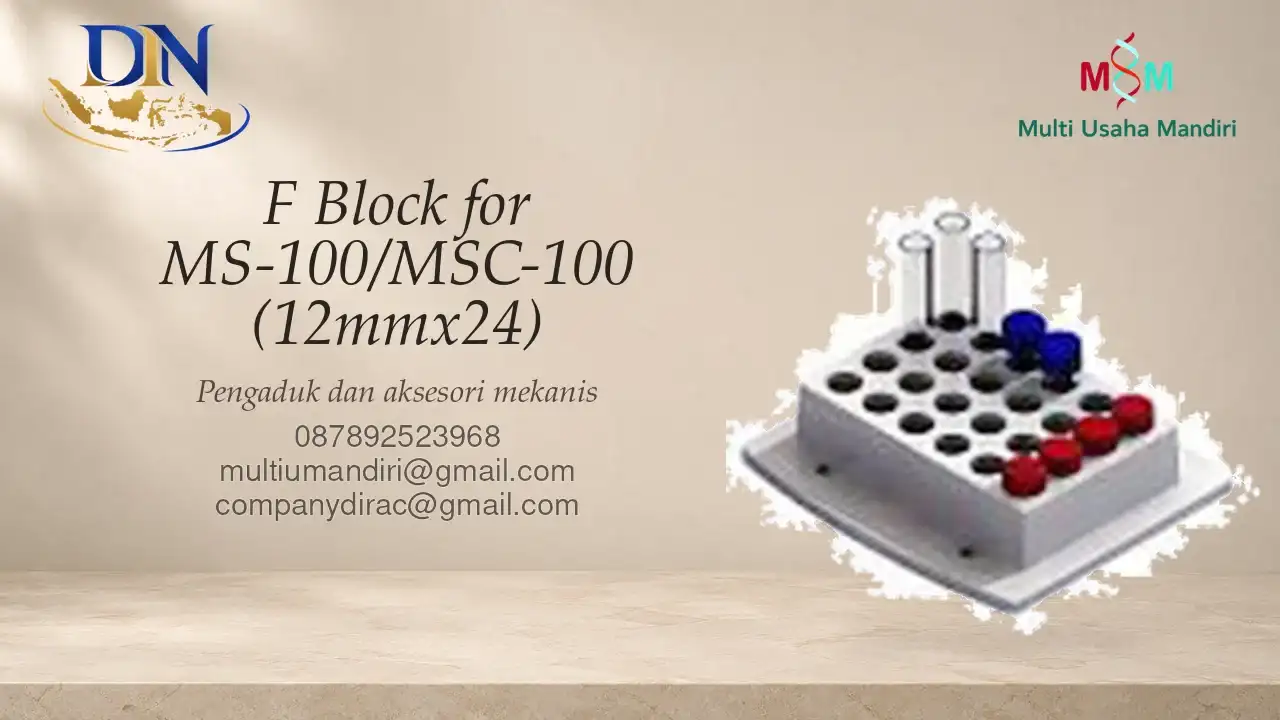 DN
MSM
Multi Usaha Mandiri
F Block for
MS-100/MSC-100
(12mmx24)
Pengaduk dan aksesori mekanis
087892523968
multiumandiri@gmail.com
companydirac@gmail.com